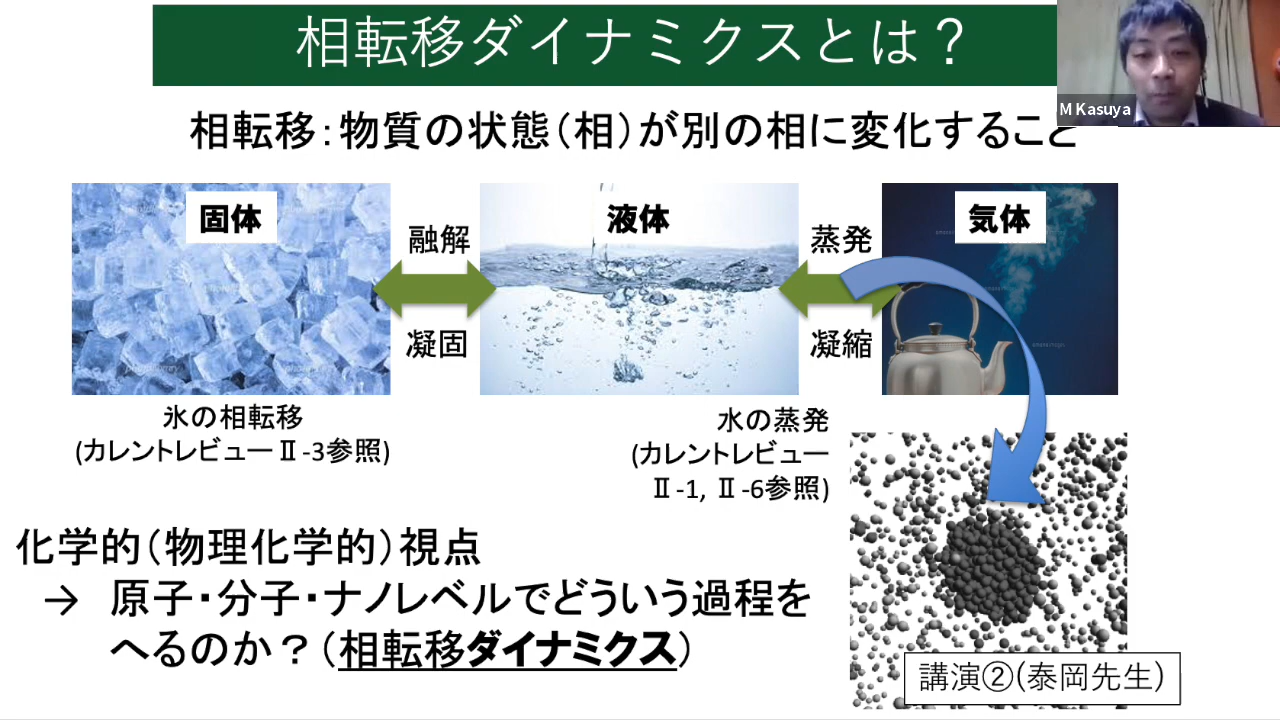 相転移ダイナミクスとは？
M Kasuya
相転移：物質の状態（相）が別の相に変化すること
固体
融解
凝固
液体
蒸発
凝縮
気体
氷の相転移
(カレントレビューⅡ-3参照)
水の蒸発
(カレントレビュー
Ⅱ-1, Ⅱ-6参照)
化学的（物理化学的）視点
→ 原子・分子・ナノレベルでどういう過程を
へるのか？（相転移ダイナミクス）
講演②(泰岡先生)